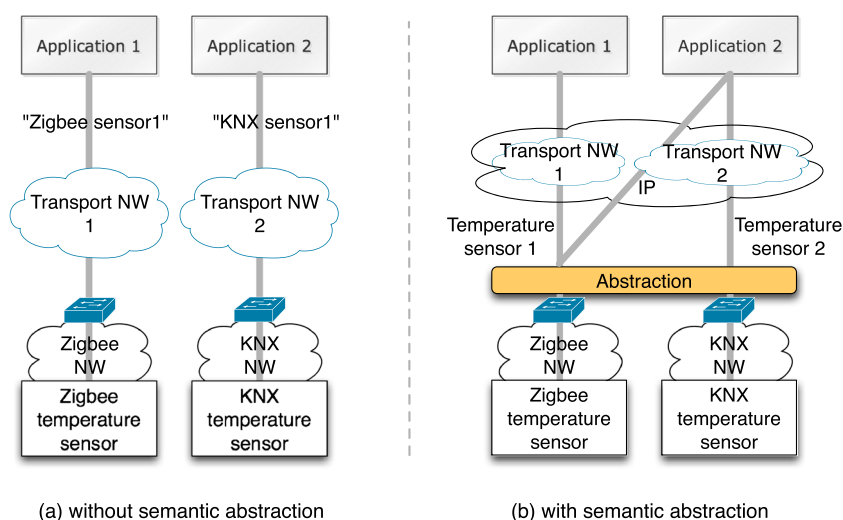 Application 1
Application 2
"Zigbee sensor1"
"KNX sensor1"
Transport NW
1
Transport NW
2
Zigbee
NW
KNX
NW
Zigbee
temperature
sensor
KNX
temperature
sensor
(a) without semantic abstraction
Application 1
Application 2
Transport NW
1
Transport NW
2
IP
Temperature
sensor 1
Temperature
sensor 2
Abstraction
Zigbee
NW
KNX
NW
Zigbee
temperature
sensor
KNX
temperature
sensor
(b) with semantic abstraction